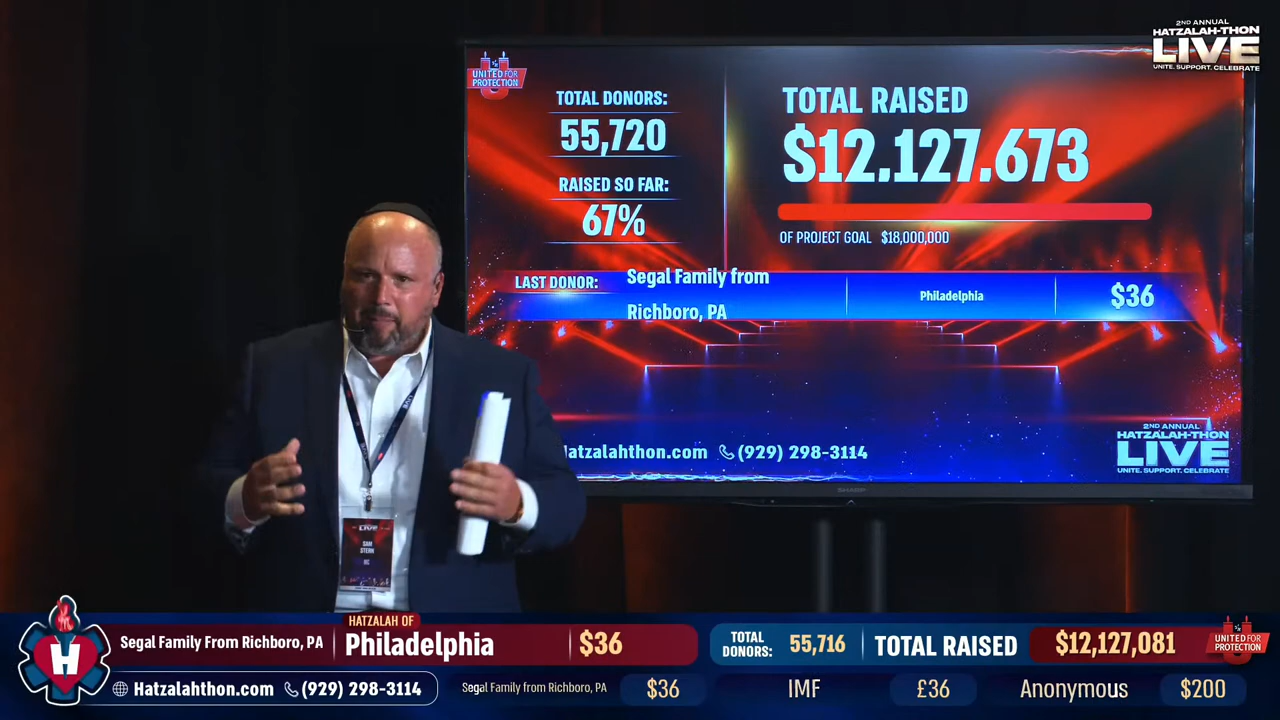 2ND ANNUAL
HATZALAH-THON
LIVE
UNITE. SUPPORT. CELEBRATE
UNITED FOR
PROTECTION
TOTAL DONORS:
55,720
RAISED SO FAR:
67%
TOTAL RAISED
$12.127.673
OF PROJECT GOAL $18,000,000
LAST DONOR:
Segal Family from
Richboro, PA
Philadelphia
$36
atzalahthon.com (929) 298-3114
2ND ANNUAL
HATZALAH-THON
LIVE
UNITE. SUPPORT. CELEBRATE
SHARP
LIVE
LIVE
SAM
STERN
MC
H
Segal Family From Richboro, PA
HATZALAH OF
Philadelphia
$36
TOTAL
DONORS:
55,716
TOTAL RAISED
$12,127,081
UNITED FOR
PROTECTION
Hatzalahthon.com (929) 298-3114
Segal Family from Richboro, PA $36 IMF £36 Anonymous $200